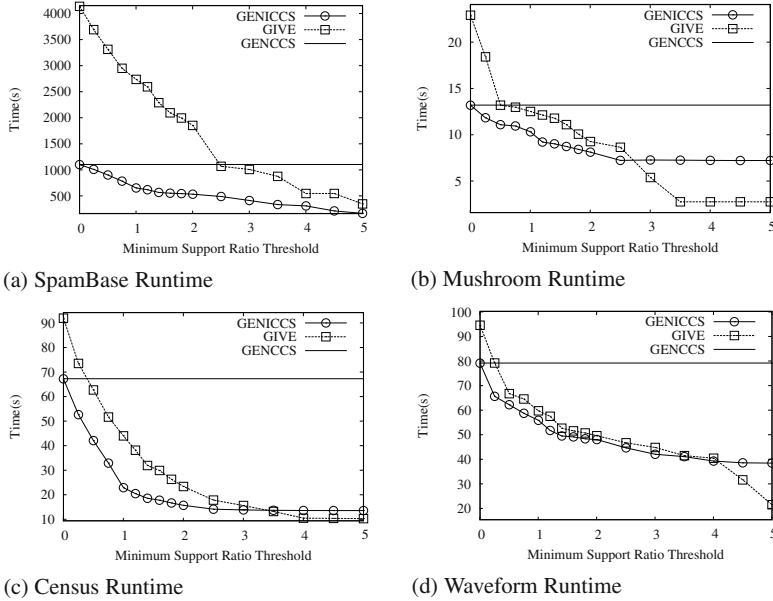 4000
3500
3000
2500
2000
1500
1000
500
Time(s)
GENICCS
GIVE
GENCCS
0 1 2 3 4 5
Minimum Support Ratio Threshold
(a) SpamBase Runtime
20
15
10
5
Time(s)
GENICCS
GIVE
GENCCS
0 1 2 3 4 5
Minimum Support Ratio Threshold
(b) Mushroom Runtime
90
80
70
60
50
40
30
20
10
Time(s)
GENICCS
GIVE
GENCCS
0 1 2 3 4 5
Minimum Support Ratio Threshold
(c) Census Runtime
100
90
80
70
60
50
40
30
20
Time(s)
GENICCS
GIVE
GENCCS
0 1 2 3 4 5
Minimum Support Ratio Threshold
(d) Waveform Runtime